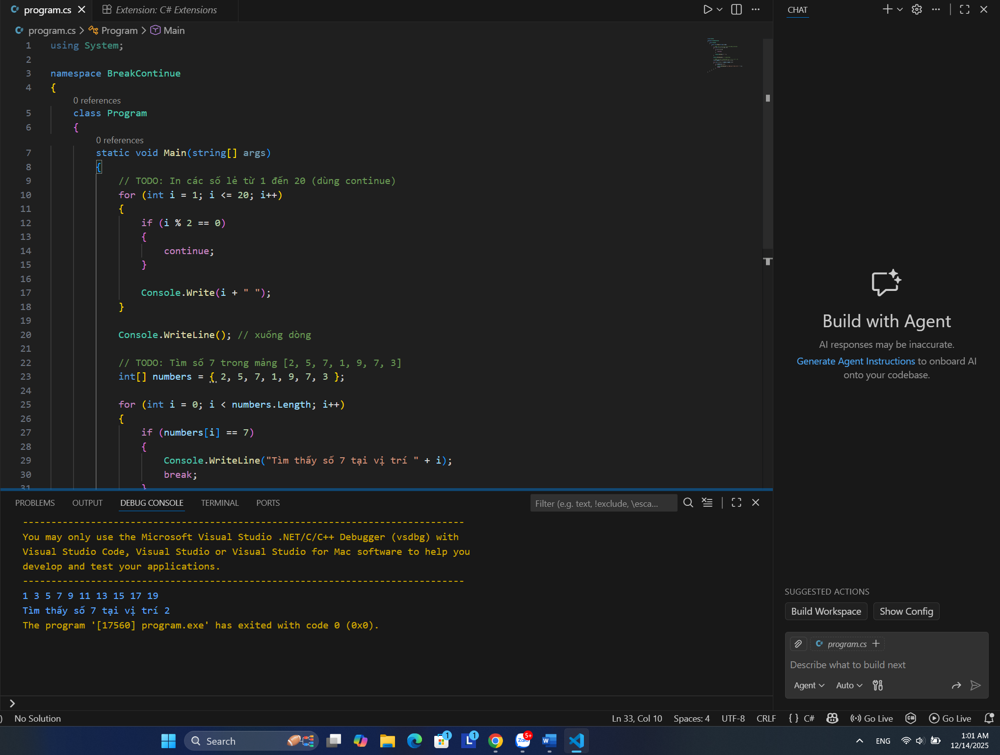 program.cs
Extension: C# Extensions
program.cs > Program > Main
1 using System;
2
3 namespace BreakContinue
4 {
0 references
5 class Program
6 {
0 references
7 static void Main(string[] args)
8 {
9 // TODO: In các số lẻ từ 1 đến 20 (dùng continue)
10 for (int i = 1; i <= 20; i++)
11 {
12 if (i % 2 == 0)
13 {
14 continue;
15 }
16
17 Console.Write(i + " ");
18 }
19
20 Console.WriteLine(); // xuống dòng
21
22 // TODO: Tìm số 7 trong mảng [2, 5, 7, 1, 9, 7, 3]
23 int[] numbers = { 2, 5, 7, 1, 9, 7, 3 };
24
25 for (int i = 0; i < numbers.Length; i++)
26 {
27 if (numbers[i] == 7)
28 {
29 Console.WriteLine("Tìm thấy số 7 tại vị trí " + i);
30 break;
31 }
PROBLEMS OUTPUT DEBUG CONSOLE TERMINAL PORTS
Filter (e.g. text, !exclude, \esca...
------------------------------------------------------------------------------
You may only use the Microsoft Visual Studio .NET/C/C++ Debugger (vsdbg) with
Visual Studio Code, Visual Studio or Visual Studio for Mac software to help you
develop and test your applications.
------------------------------------------------------------------------------
1 3 5 7 9 11 13 15 17 19
Tìm thấy số 7 tại vị trí 2
The program '[17560] program.exe' has exited with code 0 (0x0).
CHAT
Build with Agent
AI responses may be inaccurate.
Generate Agent Instructions to onboard AI
onto your codebase.
SUGGESTED ACTIONS
Build Workspace
Show Config
program.cs
Describe what to build next
Agent
Auto
No Solution
Ln 33, Col 10
Spaces: 4
UTF-8
CRLF
{ } C#
Go Live
Go Live
Search
1
L
1
Zalo
5+
W
ENG
1:01 AM
12/14/2025